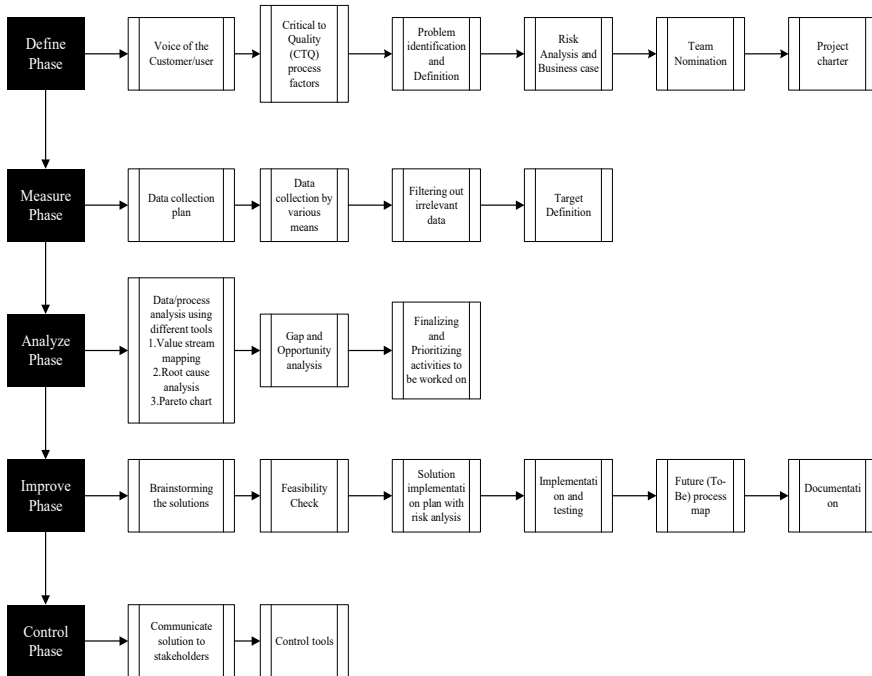 Define
Phase
Voice of the
Customer/user
Critical to
Quality
(CTQ)
process
factors
Problem
identification
and
Definition
Risk
Analysis and
Business case
Team
Nomination
Project
charter
Measure
Phase
Data collection
plan
Data
collection by
various
means
Filtering out
irrelevant
data
Target
Definition
Analyze
Phase
Data/process
analysis using
different tools
1.Value stream
mapping
2.Root cause
analysis
3.Pareto chart
Gap and
Opportunity
analysis
Finalizing
and
Prioritizing
activities to
be worked on
Improve
Phase
Brainstorming
the solutions
Feasibility
Check
Solution
implementati
on plan with
risk anlysis
Implementati
on and
testing
Future (To-
Be) process
map
Documentati
on
Control
Phase
Communicate
solution to
stakeholders
Control tools